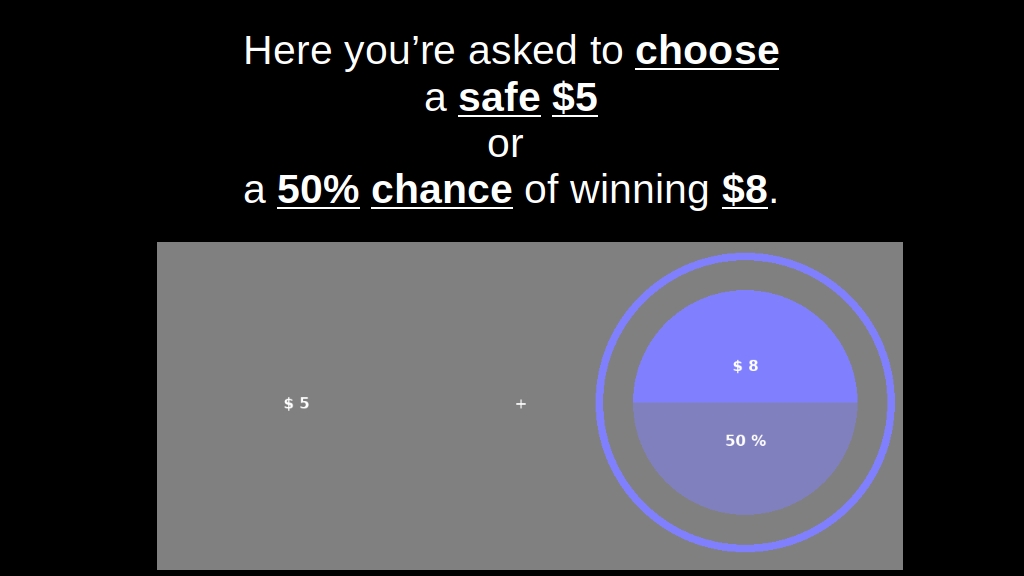 Here you’re asked to choose
a safe $5
or
a 50% chance of winning $8.
$ 8
$ 5
+
50 %